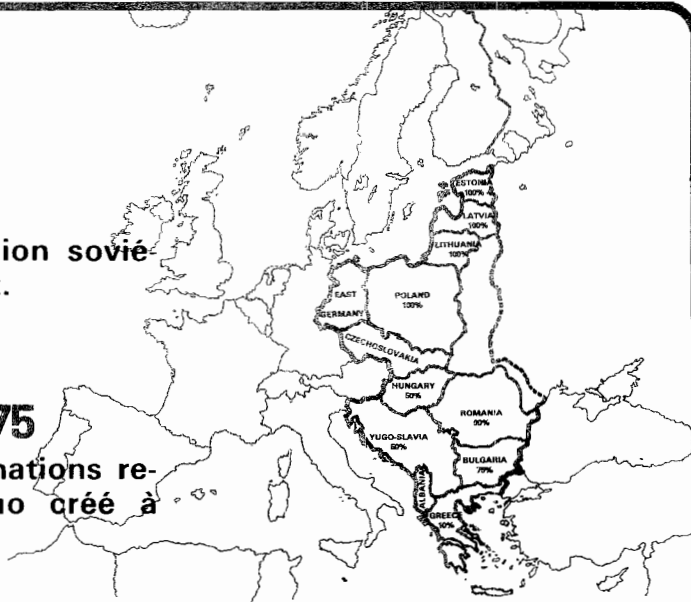 ion sovié-
75
nations re-
uo créé à
ESTONIA
100%
LATVIA
100%
LITHUANIA
100%
EAST
GERMANY
POLAND
100%
CZECHOSLOVAKIA
HUNGARY
50%
ROMANIA
90%
YUGO-SLAVIA
50%
BULGARIA
75%
ALBANIA
GREECE
10%